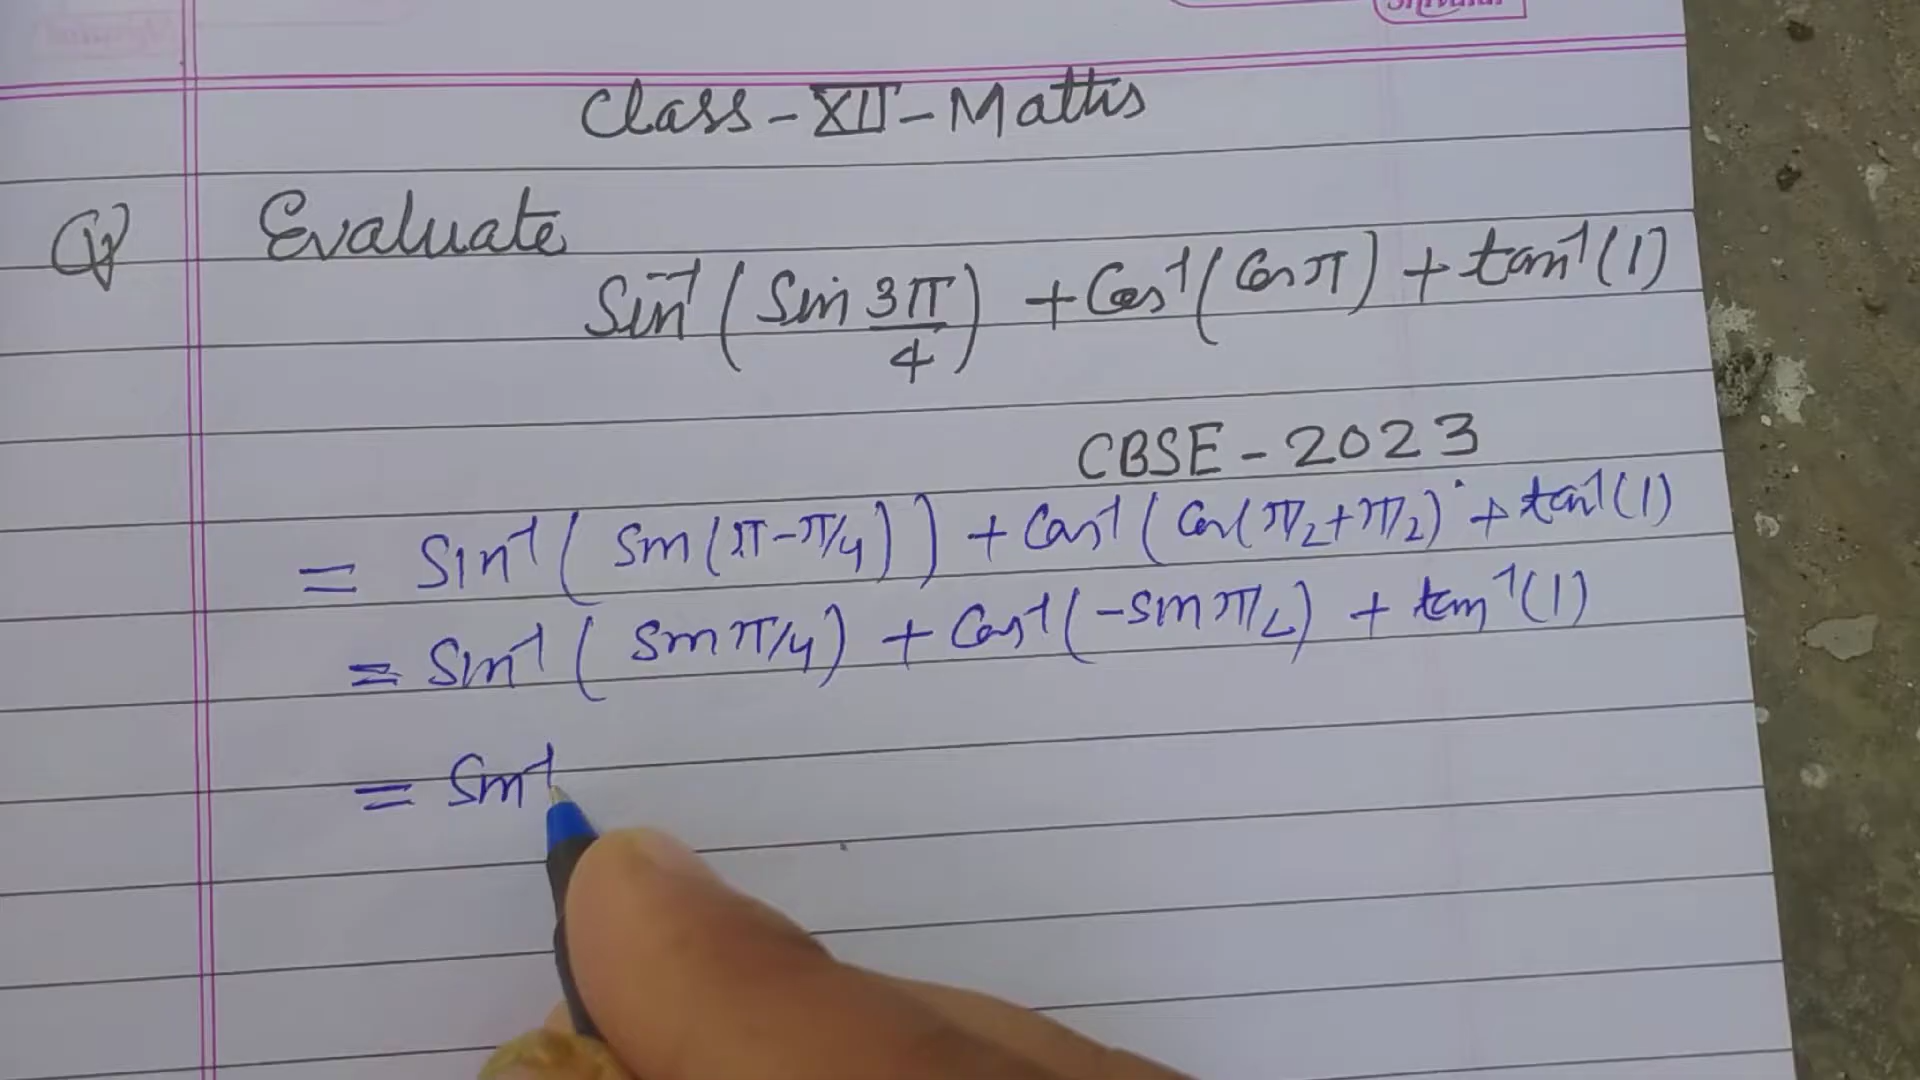 Class-XII-Maths
Q Evaluate
Sin⁻¹(Sin 3π/4) + Cos⁻¹(Cos π) + tan⁻¹(1)
CBSE-2023
= Sin⁻¹(Sin(π-π/4)) + Cos⁻¹(Cos(π/2+π/2) + tan⁻¹(1)
= Sin⁻¹(Sin π/4) + Cos⁻¹(-Sin π/2) + tan⁻¹(1)
= Sin⁻¹